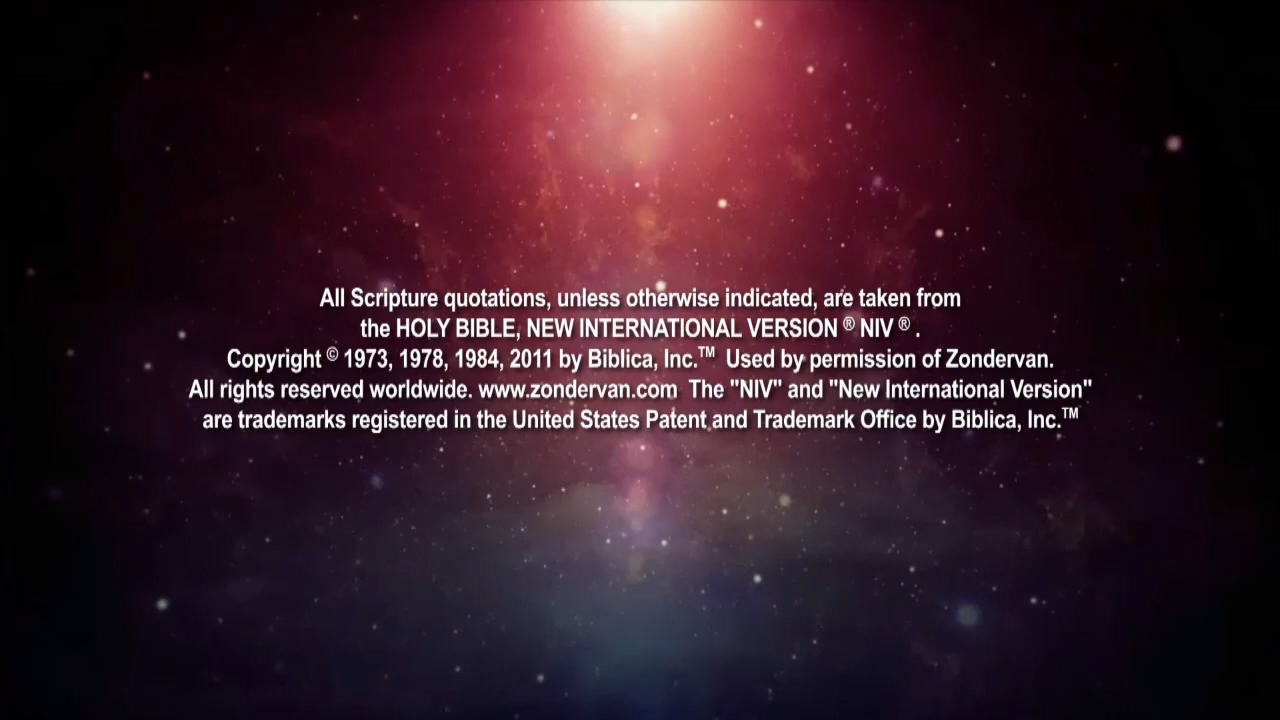 All Scripture quotations, unless otherwise indicated, are taken from
the HOLY BIBLE, NEW INTERNATIONAL VERSION ® NIV ® .
Copyright © 1973, 1978, 1984, 2011 by Biblica, Inc.™ Used by permission of Zondervan.
All rights reserved worldwide. www.zondervan.com The "NIV" and "New International Version"
are trademarks registered in the United States Patent and Trademark Office by Biblica, Inc.™